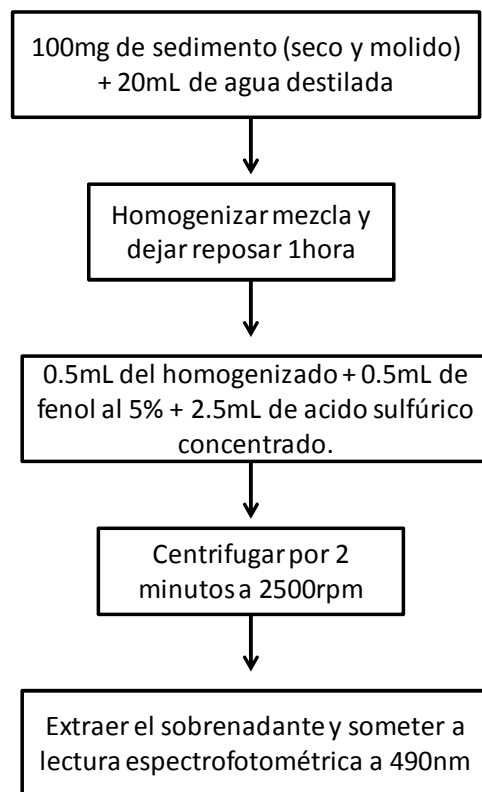 100mg de sedimento (seco y molido)
+ 20mL de agua destilada
Homogenizar mezcla y
dejar reposar 1hora
0.5mL del homogenizado + 0.5mL de
fenol al 5% + 2.5mL de acido sulfúrico
concentrado.
Centrifugar por 2
minutos a 2500rpm
Extraer el sobrenadante y someter a
lectura espectrofotométrica a 490nm